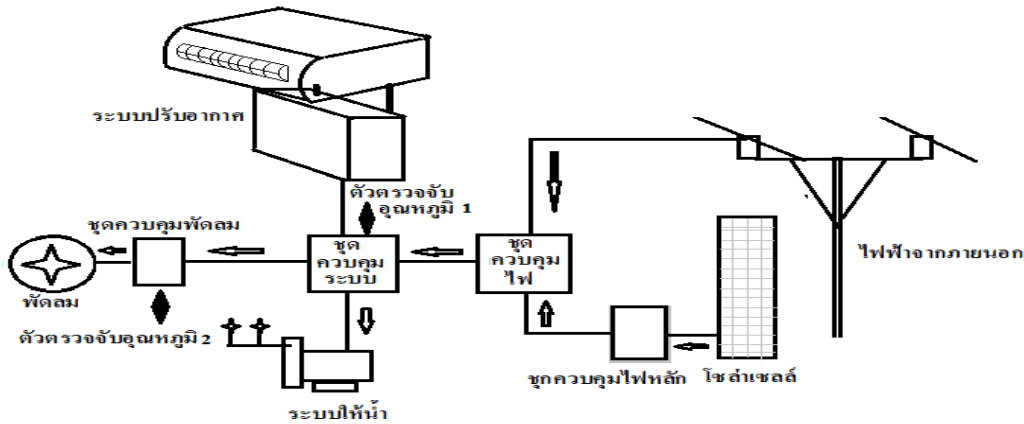 ระบบปรับอากาศ
ตัวตรวจจับ
อุณหภูมิ 1
ชุดควบคุมพัดลม
ชุด
ควบคุม
ระบบ
ชุด
ควบคุม
ไฟ
ไฟฟ้าจากภายนอก
พัดลม
ตัวตรวจจับอุณหภูมิ 2
ชุกควบคุมไฟหลัก
โซล่าเซลล์
ระบบให้น้ำ